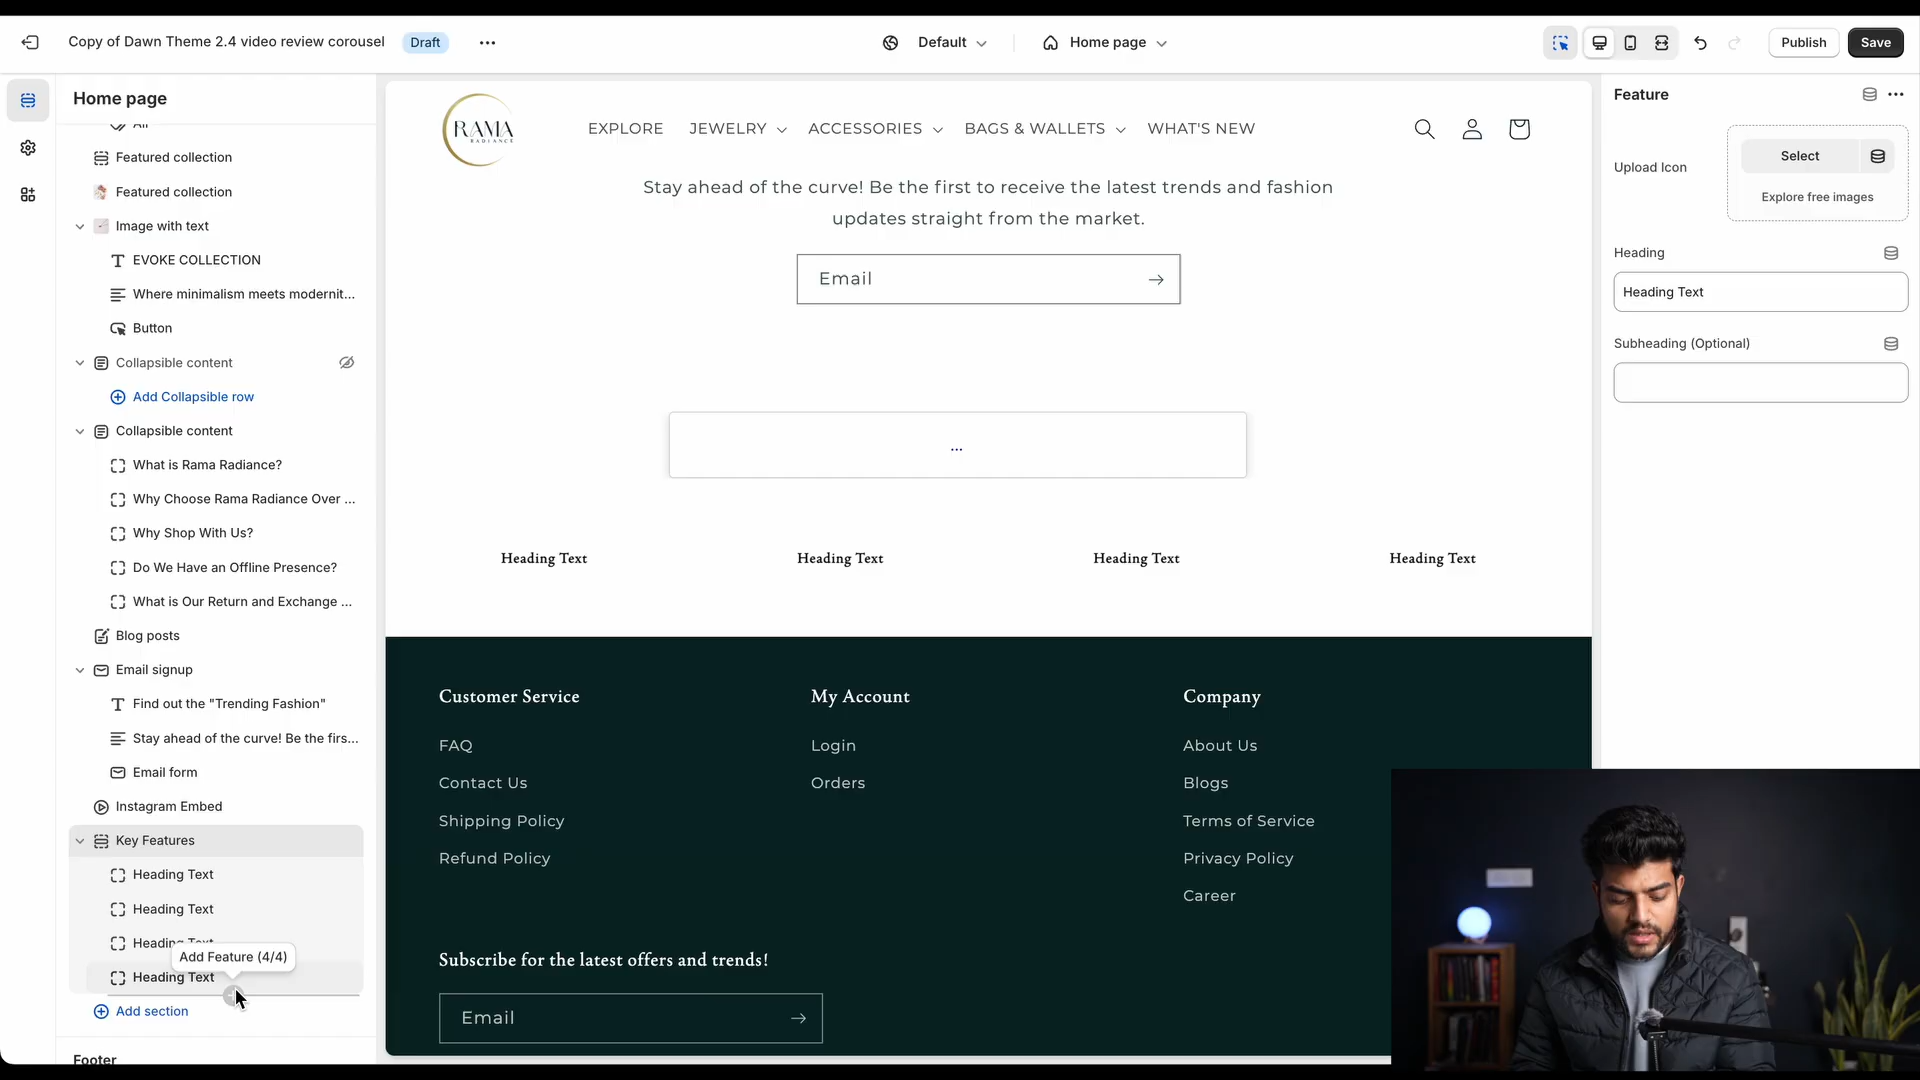 Copy of Dawn Theme 2.4 video review corousel
Draft
Default
Home page
Publish
Save
Home page
All
Featured collection
Featured collection
Image with text
EVOKE COLLECTION
Where minimalism meets modernit...
Button
Collapsible content
Add Collapsible row
Collapsible content
What is Rama Radiance?
Why Choose Rama Radiance Over ...
Why Shop With Us?
Do We Have an Offline Presence?
What is Our Return and Exchange ...
Blog posts
Email signup
Find out the "Trending Fashion"
Stay ahead of the curve! Be the firs...
Email form
Instagram Embed
Key Features
Heading Text
Heading Text
Heading Text
Add Feature (4/4)
Heading Text
Add section
Footer
RAMA
RADIANCE
EXPLORE JEWELRY ACCESSORIES BAGS & WALLETS WHAT'S NEW
Stay ahead of the curve! Be the first to receive the latest trends and fashion
updates straight from the market.
Email
...
Heading Text Heading Text Heading Text Heading Text
Customer Service
FAQ
Contact Us
Shipping Policy
Refund Policy
My Account
Login
Orders
Company
About Us
Blogs
Terms of Service
Privacy Policy
Career
Subscribe for the latest offers and trends!
Email
Feature
Upload Icon
Select
Explore free images
Heading
Heading Text
Subheading (Optional)